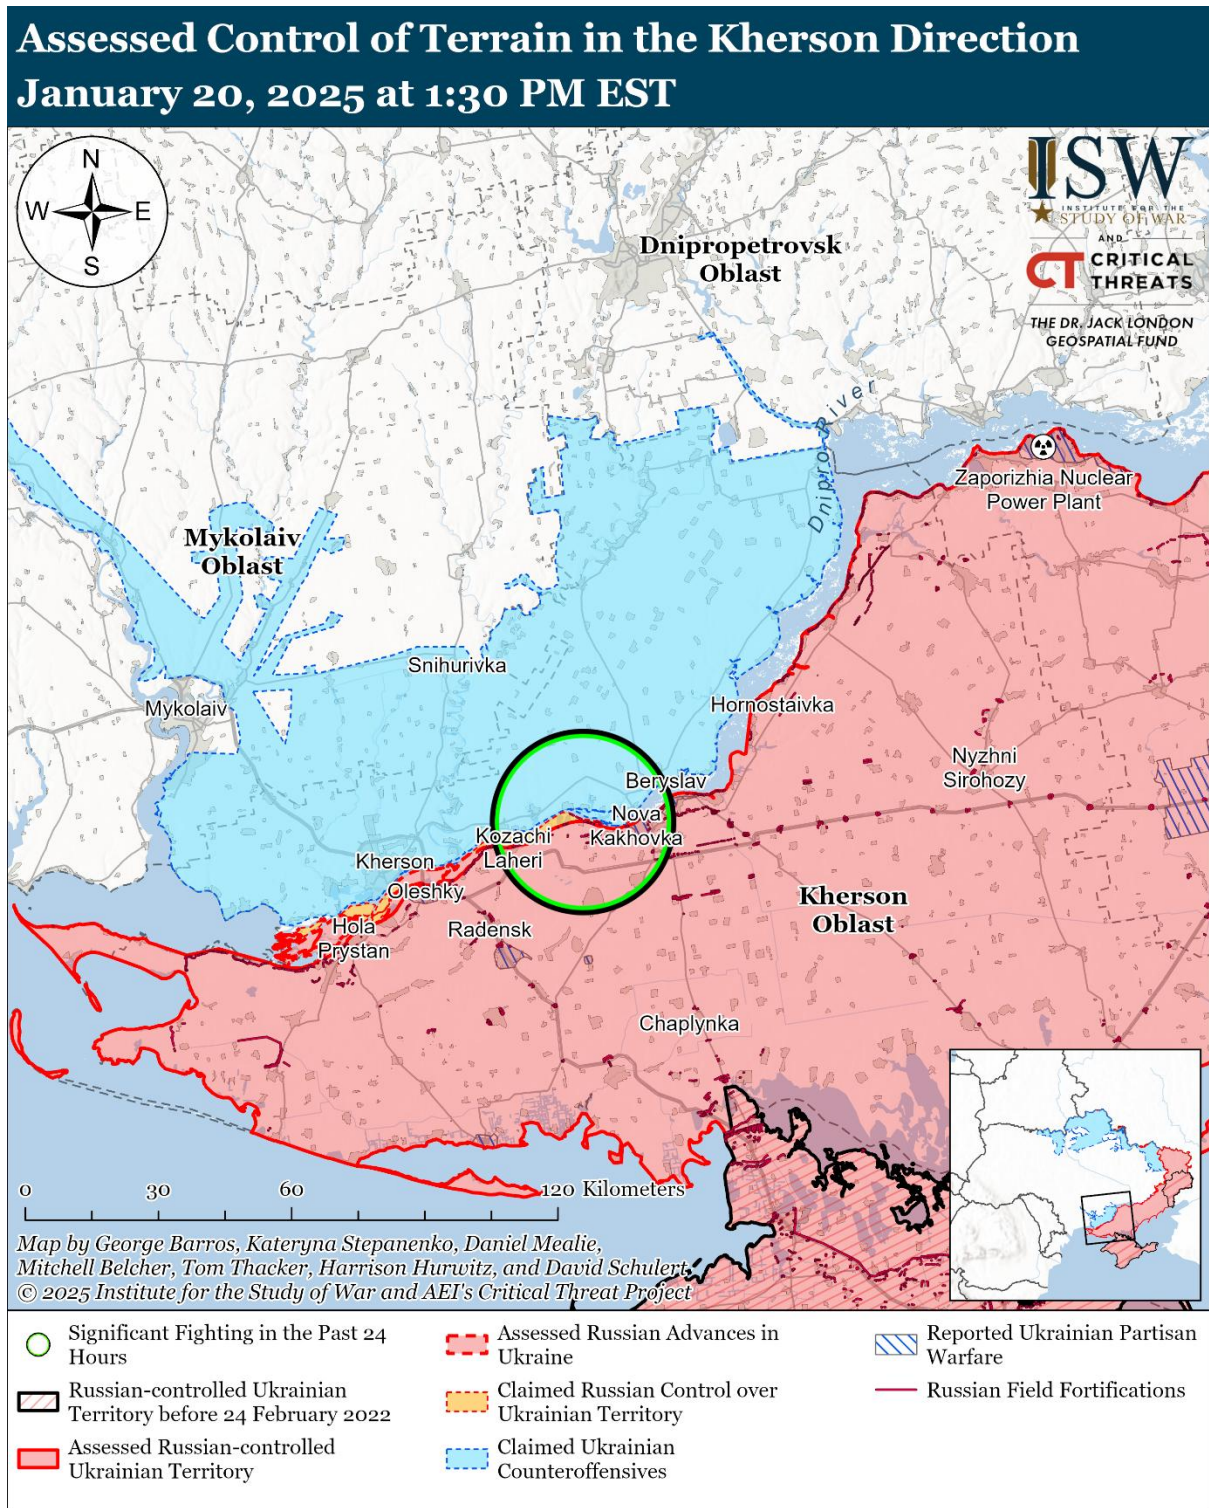 Assessed Control of Terrain in the Kherson Direction
January 20, 2025 at 1:30 PM EST
N
W
E
S
ISW
INSTITUTE FOR THE
STUDY OF WAR
AND
CT CRITICAL
THREATS
THE DR. JACK LONDON
GEOSPATIAL FUND
Dnipropetrovsk
Oblast
Dnipro River
Zaporizhia Nuclear
Power Plant
Mykolaiv
Oblast
Snihurivka
Mykolaiv
Hornostaivka
Nyzhni
Sirohozy
Beryslav
Nova
Kakhovka
Kozachi
Laheri
Kherson
Oleshky
Kherson
Oblast
Hola
Prystan
Radensk
Chaplynka
0 30 60 120 Kilometers
Map by George Barros, Kateryna Stepanenko, Daniel Mealie,
Mitchell Belcher, Tom Thacker, Harrison Hurwitz, and David Schulert
© 2025 Institute for the Study of War and AEI's Critical Threat Project
Significant Fighting in the Past 24
Hours
Russian-controlled Ukrainian
Territory before 24 February 2022
Assessed Russian-controlled
Ukrainian Territory
Assessed Russian Advances in
Ukraine
Claimed Russian Control over
Ukrainian Territory
Claimed Ukrainian
Counteroffensives
Reported Ukrainian Partisan
Warfare
Russian Field Fortifications